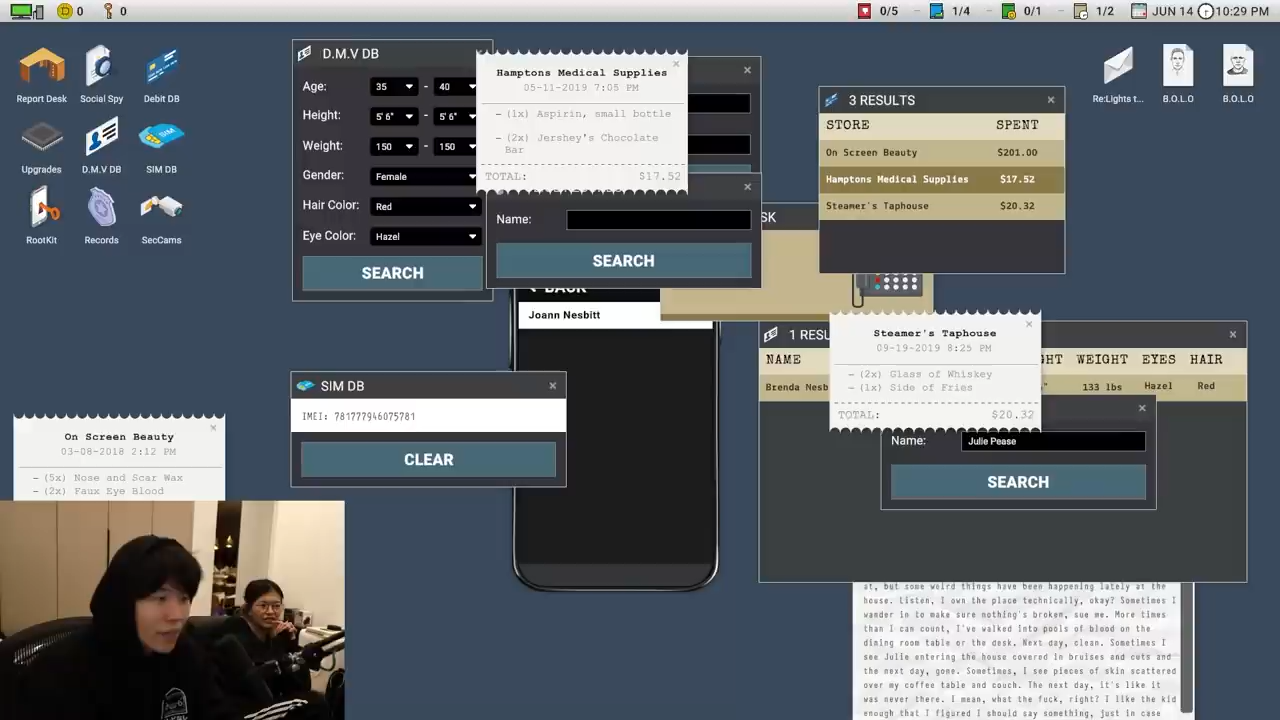 0
0
0/5
1/4
0/1
1/2
JUN 14
10:29 PM
Report Desk
Social Spy
Debit DB
Upgrades
D.M.V DB
SIM DB
RootKit
Records
SecCams
Re:Lights t...
B.O.L.O
B.O.L.O
D.M.V DB
Age: 35 - 40
Height: 5' 6" - 5' 6"
Weight: 150 - 150
Gender: Female
Hair Color: Red
Eye Color: Hazel
SEARCH
Hamptons Medical Supplies
05-11-2019 7:05 PM
- (1x) Aspirin, small bottle
- (2x) Jershey's Chocolate
Bar
TOTAL: $17.52
Name:
SEARCH
SK
3 RESULTS
STORE SPENT
On Screen Beauty $201.00
Hamptons Medical Supplies $17.52
Steamer's Taphouse $20.32
BACK
Joann Nesbitt
Steamer's Taphouse
09-19-2019 8:25 PM
- (2x) Glass of Whiskey
- (1x) Side of Fries
TOTAL: $20.32
1 RESU
NAME GHT WEIGHT EYES HAIR
Brenda Nesb 133 lbs Hazel Red
Name: Julie Pease
SEARCH
SIM DB
IMEI: 781777946075781
CLEAR
On Screen Beauty
03-08-2018 2:12 PM
- (5x) Nose and Scar Wax
- (2x) Faux Eye Blood
at, but some weird things have been happening lately at the
house. Listen, I own the place technically, okay? Sometimes I
wander in to make sure nothing's broken, sue me. More times
than I can count, I've walked into pools of blood on the
dining room table or the desk. Next day, clean. Sometimes I
see Julie entering the house covered in bruises and cuts and
the next day, gone. Sometimes, I see pieces of skin scattered
over my coffee table and couch. The next day, it's like it
was never there. I mean, what the fuck, right? I like the kid
enough that I figured I should say something, just in case